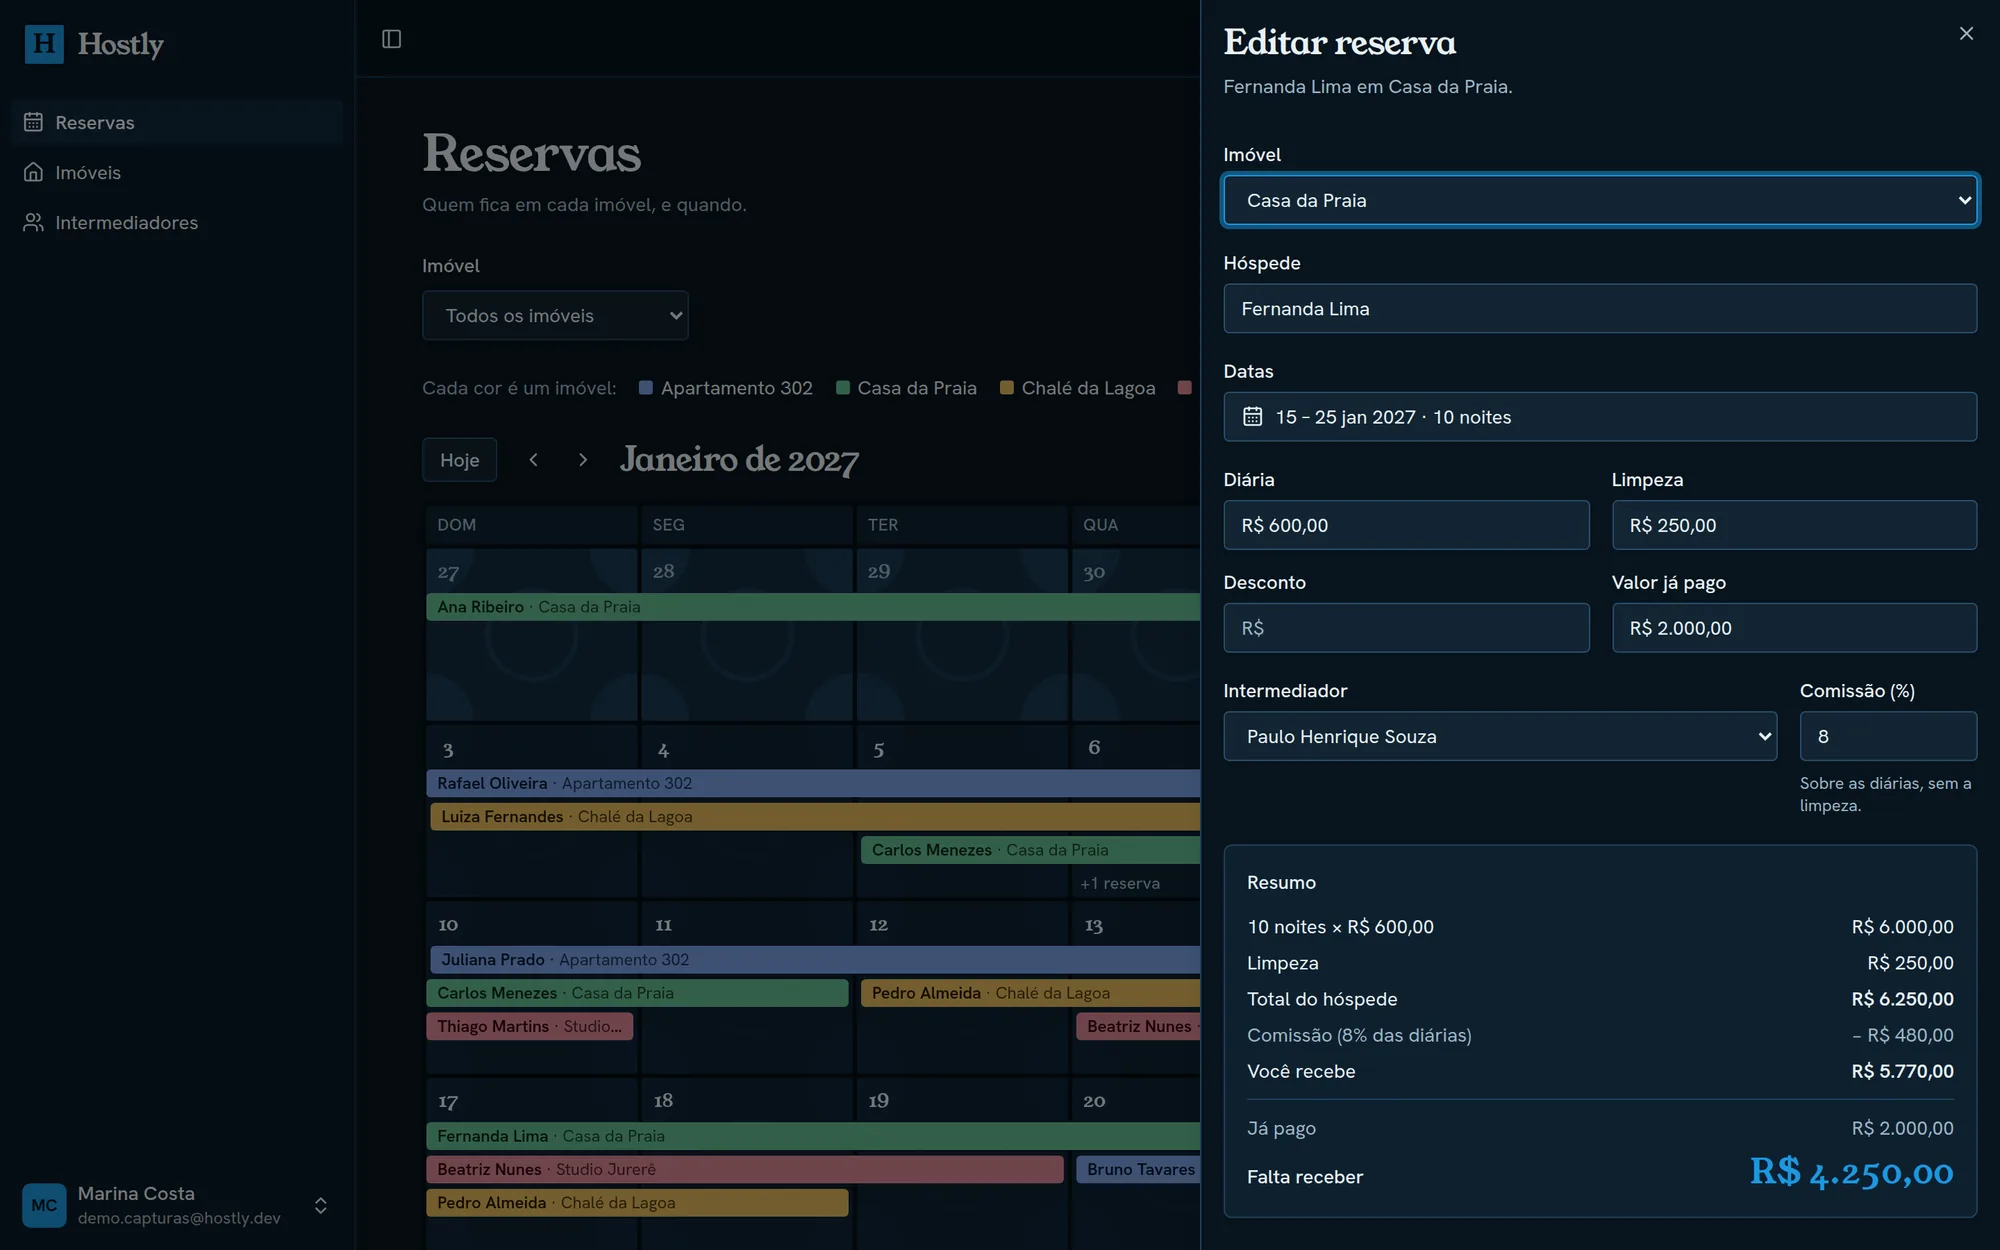 H Hostly
Reservas
Imóveis
Intermediadores
MC
Marina Costa
demo.capturas@hostly.dev
Reservas
Quem fica em cada imóvel, e quando.
Imóvel
Todos os imóveis
Cada cor é um imóvel: Apartamento 302 Casa da Praia Chalé da Lagoa
Hoje Janeiro de 2027
DOM SEG TER QUA
27 28 29 30
Ana Ribeiro · Casa da Praia
3 4 5 6
Rafael Oliveira · Apartamento 302
Luiza Fernandes · Chalé da Lagoa
Carlos Menezes · Casa da Praia
+1 reserva
10 11 12 13
Juliana Prado · Apartamento 302
Carlos Menezes · Casa da Praia Pedro Almeida · Chalé da Lagoa
Thiago Martins · Studio... Beatriz Nunes ·
17 18 19 20
Fernanda Lima · Casa da Praia
Beatriz Nunes · Studio Jurerê Bruno Tavares
Pedro Almeida · Chalé da Lagoa
Editar reserva
Fernanda Lima em Casa da Praia.
Imóvel
Casa da Praia
Hóspede
Fernanda Lima
Datas
15 – 25 jan 2027 · 10 noites
Diária Limpeza
R$ 600,00 R$ 250,00
Desconto Valor já pago
R$ R$ 2.000,00
Intermediador Comissão (%)
Paulo Henrique Souza 8
Sobre as diárias, sem a
limpeza.
Resumo
10 noites × R$ 600,00 R$ 6.000,00
Limpeza R$ 250,00
Total do hóspede R$ 6.250,00
Comissão (8% das diárias) – R$ 480,00
Você recebe R$ 5.770,00
Já pago R$ 2.000,00
Falta receber R$ 4.250,00